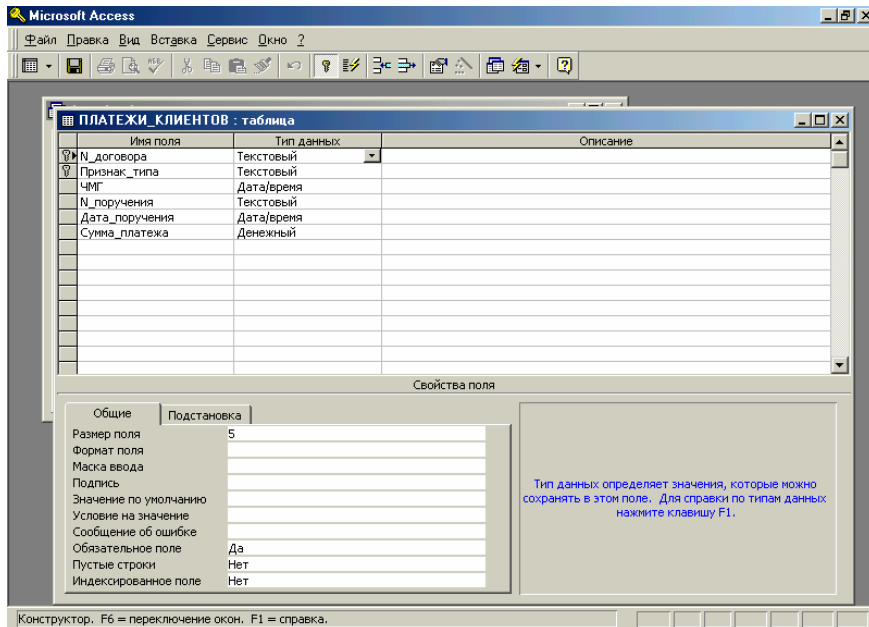 Microsoft Access
Файл Правка Вид Вставка Сервис Окно ?
ПЛАТЕЖИ_КЛИЕНТОВ : таблица
Имя поля Тип данных Описание
N_договора Текстовый
Признак_типа Текстовый
ЧМГ Дата/время
N_поручения Текстовый
Дата_поручения Дата/время
Сумма_платежа Денежный
Свойства поля
Общие Подстановка
Размер поля 5
Формат поля
Маска ввода
Подпись
Значение по умолчанию
Условие на значение
Сообщение об ошибке
Обязательное поле Да
Пустые строки Нет
Индексированное поле Нет
Тип данных определяет значения, которые можно
сохранять в этом поле. Для справки по типам данных
нажмите клавишу F1.
Конструктор. F6 = переключение окон. F1 = справка.